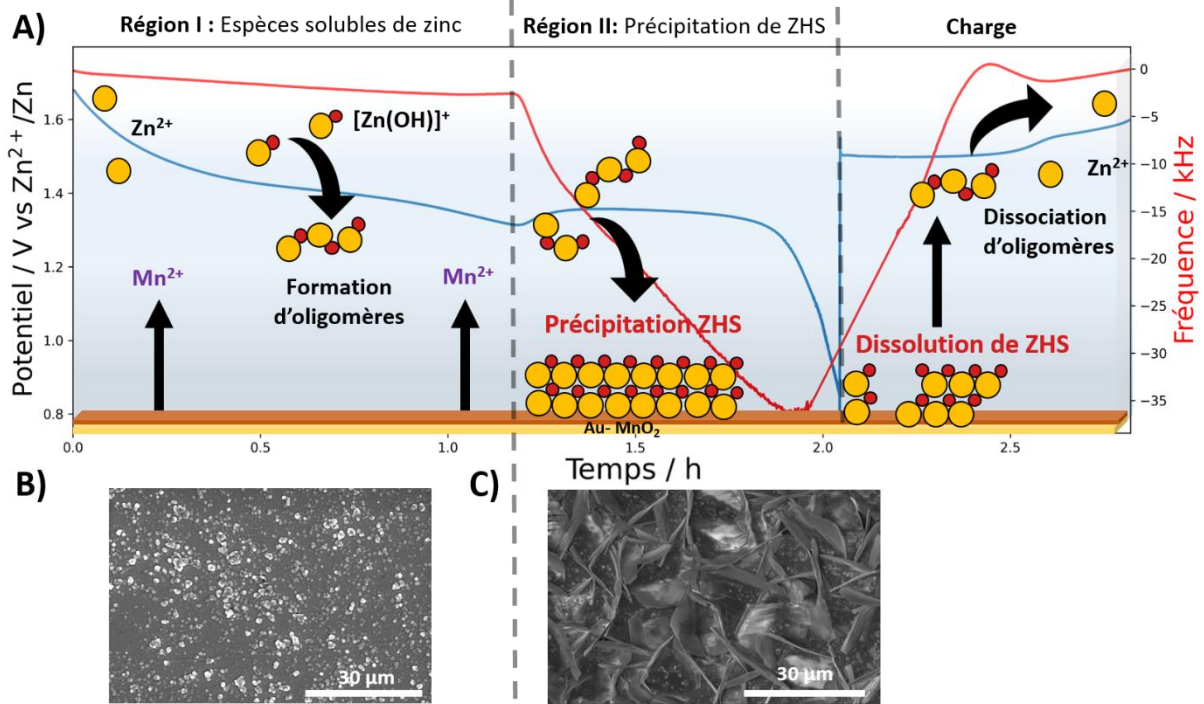 A)
Région I : Espèces solubles de zinc
Région II: Précipitation de ZHS
Charge
Potentiel / V vs Zn²⁺/Zn
1.6
1.4
1.2
1.0
0.8
Zn²⁺
[Zn(OH)]⁺
Mn²⁺
Formation
d'oligomères
Mn²⁺
Précipitation ZHS
Zn²⁺
Dissociation
d'oligomères
Dissolution de ZHS
0
−5
−10
−15
−20
−25
−30
−35
Fréquence / kHz
Au- MnO₂
0.0
0.5
1.0
1.5
2.0
2.5
Temps / h
B)
30 µm
C)
30 µm